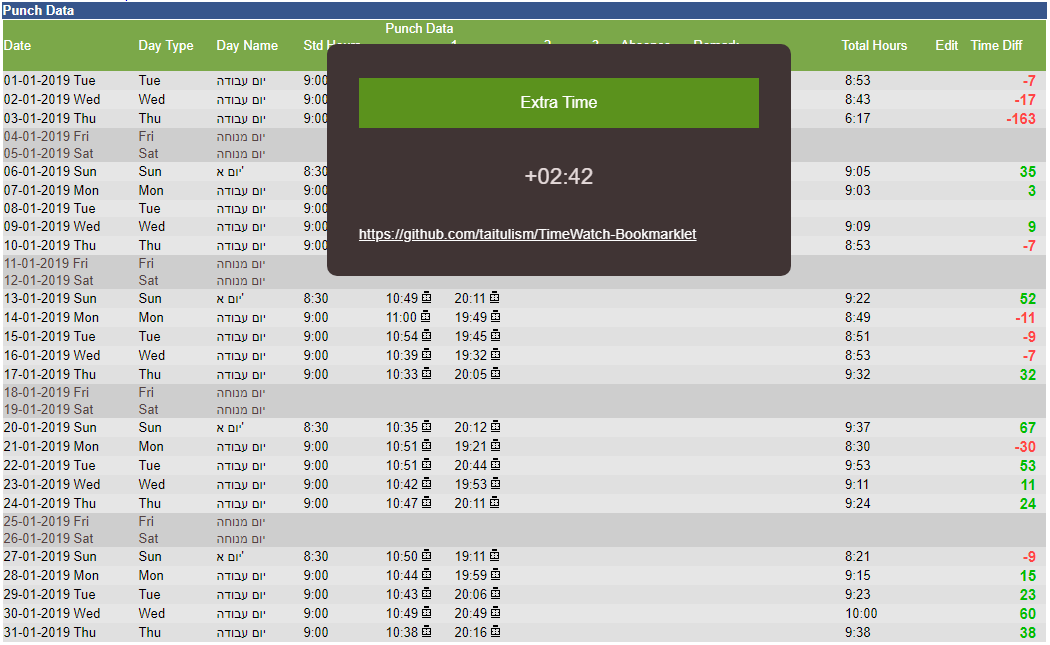 Punch Data
Punch Data
Date Day Type Day Name Std Hours Total Hours Edit Time Diff
01-01-2019 Tue Tue יום עבודה 9:00 8:53 -7
02-01-2019 Wed Wed יום עבודה 9:00 8:43 -17
03-01-2019 Thu Thu יום עבודה 9:00 6:17 -163
04-01-2019 Fri Fri יום מנוחה
05-01-2019 Sat Sat יום מנוחה
06-01-2019 Sun Sun יום א' 8:30 9:05 35
07-01-2019 Mon Mon יום עבודה 9:00 9:03 3
08-01-2019 Tue Tue יום עבודה 9:00
09-01-2019 Wed Wed יום עבודה 9:00 9:09 9
10-01-2019 Thu Thu יום עבודה 9:00 8:53 -7
11-01-2019 Fri Fri יום מנוחה
12-01-2019 Sat Sat יום מנוחה
Extra Time
+02:42
https://github.com/taitulism/TimeWatch-Bookmarklet
13-01-2019 Sun Sun יום א' 8:30 10:49 20:11 9:22 52
14-01-2019 Mon Mon יום עבודה 9:00 11:00 19:49 8:49 -11
15-01-2019 Tue Tue יום עבודה 9:00 10:54 19:45 8:51 -9
16-01-2019 Wed Wed יום עבודה 9:00 10:39 19:32 8:53 -7
17-01-2019 Thu Thu יום עבודה 9:00 10:33 20:05 9:32 32
18-01-2019 Fri Fri יום מנוחה
19-01-2019 Sat Sat יום מנוחה
20-01-2019 Sun Sun יום א' 8:30 10:35 20:12 9:37 67
21-01-2019 Mon Mon יום עבודה 9:00 10:51 19:21 8:30 -30
22-01-2019 Tue Tue יום עבודה 9:00 10:51 20:44 9:53 53
23-01-2019 Wed Wed יום עבודה 9:00 10:42 19:53 9:11 11
24-01-2019 Thu Thu יום עבודה 9:00 10:47 20:11 9:24 24
25-01-2019 Fri Fri יום מנוחה
26-01-2019 Sat Sat יום מנוחה
27-01-2019 Sun Sun יום א' 8:30 10:50 19:11 8:21 -9
28-01-2019 Mon Mon יום עבודה 9:00 10:44 19:59 9:15 15
29-01-2019 Tue Tue יום עבודה 9:00 10:43 20:06 9:23 23
30-01-2019 Wed Wed יום עבודה 9:00 10:49 20:49 10:00 60
31-01-2019 Thu Thu יום עבודה 9:00 10:38 20:16 9:38 38